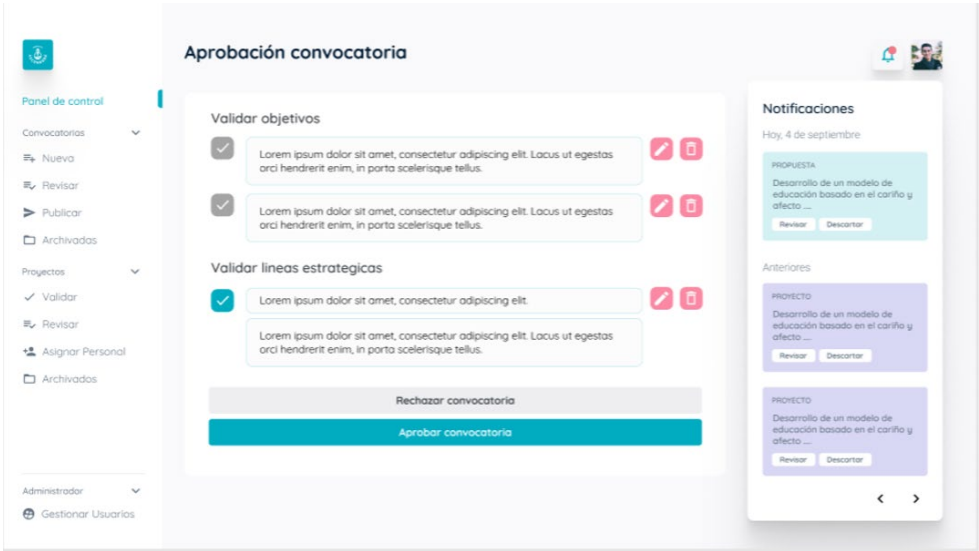 Aprobación convocatoria
Panel de control
Convocatorias
Nueva
Revisar
Publicar
Archivadas
Proyectos
Validar
Revisar
Asignar Personal
Archivados
Administrador
Gestionar Usuarios
Validar objetivos
Lorem ipsum dolor sit amet, consectetur adipiscing elit. Lacus ut egestas
orci hendrerit enim, in porta scelerisque tellus.
Lorem ipsum dolor sit amet, consectetur adipiscing elit. Lacus ut egestas
orci hendrerit enim, in porta scelerisque tellus.
Validar lineas estrategicas
Lorem ipsum dolor sit amet, consectetur adipiscing elit.
Lorem ipsum dolor sit amet, consectetur adipiscing elit. Lacus ut egestas
orci hendrerit enim, in porta scelerisque tellus.
Rechazar convocatoria
Aprobar convocatoria
Notificaciones
Hoy, 4 de septiembre
PROPUESTA
Desarrollo de un modelo de
educación basado en el cariño y
afecto ....
Revisar Descartar
Anteriores
PROYECTO
Desarrollo de un modelo de
educación basado en el cariño y
afecto ....
Revisar Descartar
PROYECTO
Desarrollo de un modelo de
educación basado en el cariño y
afecto ....
Revisar Descartar